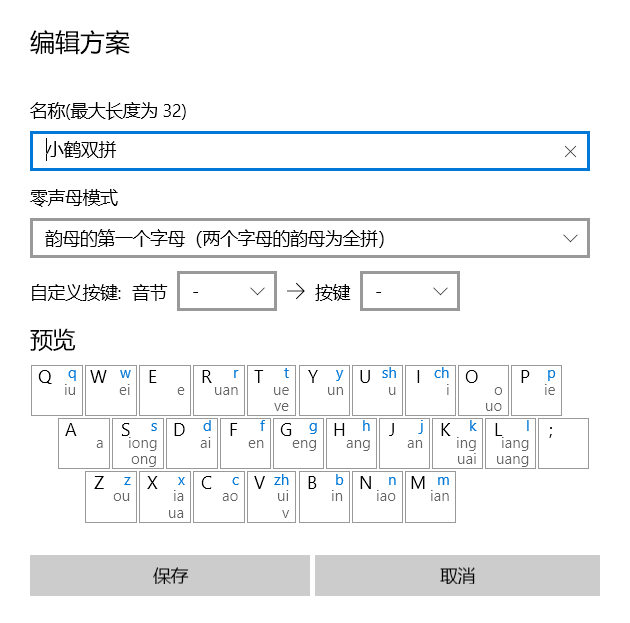 编辑方案
名称(最大长度为 32)
小鹤双拼
零声母模式
韵母的第一个字母（两个字母的韵母为全拼）
自定义按键: 音节 - → 按键 -
预览
Q q W w E R r T t Y y U sh I ch O P p
iu ei e uan ue un u i o ie
ve uo
A S s D d F f G g H h J j K k L l ;
a iong ai en eng ang an ing iang
ong uai uang
Z z X x C c V zh B b N n M m
ou ia ao ui in iao ian
ua v
保存 取消